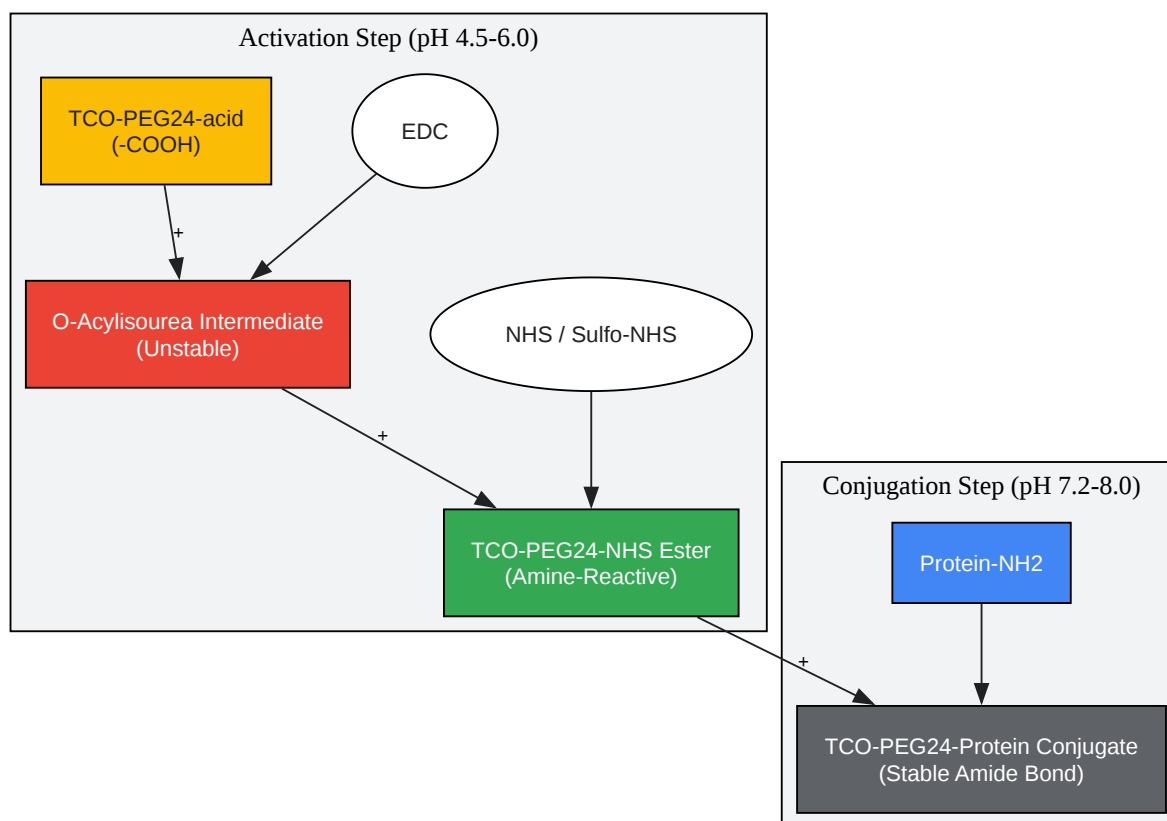 Activation Step (pH 4.5-6.0)
TCO-PEG24-acid
(-COOH)
EDC
+
O-Acylisourea Intermediate
(Unstable)
NHS / Sulfo-NHS
+
TCO-PEG24-NHS Ester
(Amine-Reactive)
Conjugation Step (pH 7.2-8.0)
Protein-NH2
+
TCO-PEG24-Protein Conjugate
(Stable Amide Bond)